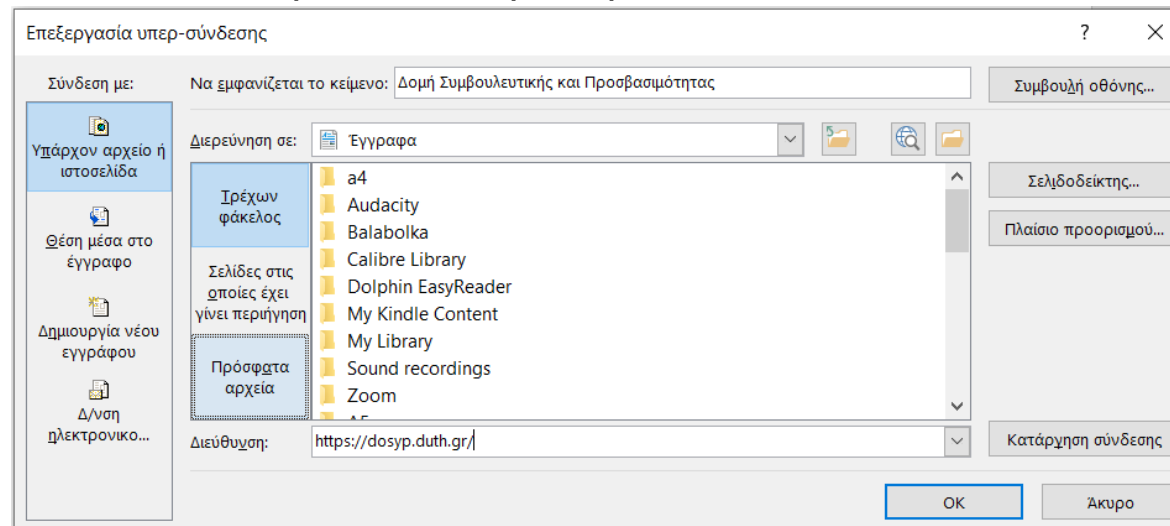 Επεξεργασία υπερ-σύνδεσης
?
Σύνδεση με:
Να εμφανίζεται το κείμενο: Δομή Συμβουλευτικής και Προσβασιμότητας
Συμβουλή οθόνης...
Υπάρχον αρχείο ή
ιστοσελίδα
Θέση μέσα στο
έγγραφο
Δημιουργία νέου
εγγράφου
Δ/νση
ηλεκτρονικο...
Διερεύνηση σε: Έγγραφα
Τρέχων
φάκελος
Σελίδες στις
οποίες έχει
γίνει περιήγηση
Πρόσφατα
αρχεία
a4
Audacity
Balabolka
Calibre Library
Dolphin EasyReader
My Kindle Content
My Library
Sound recordings
Zoom
Σελιδοδείκτης...
Πλαίσιο προορισμού...
Διεύθυνση: https://dosyp.duth.gr/
Κατάργηση σύνδεσης
OK
Άκυρο